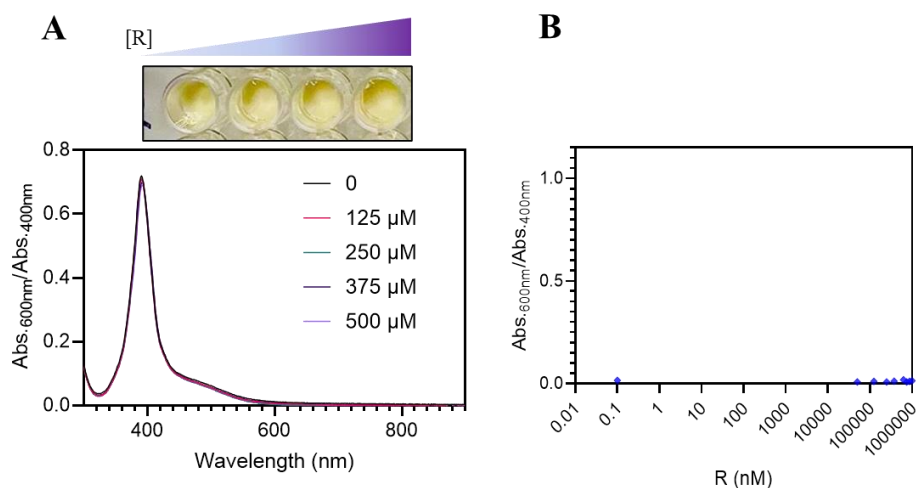 A
[R]
0.8
0.6
0.4
0.2
0.0
Abs.600nm/Abs.400nm
0
125 µM
250 µM
375 µM
500 µM
400
600
800
Wavelength (nm)
B
1.0
0.5
0.0
Abs.600nm/Abs.400nm
0.01
0.1
1
10
100
1000
10000
100000
1000000
R (nM)